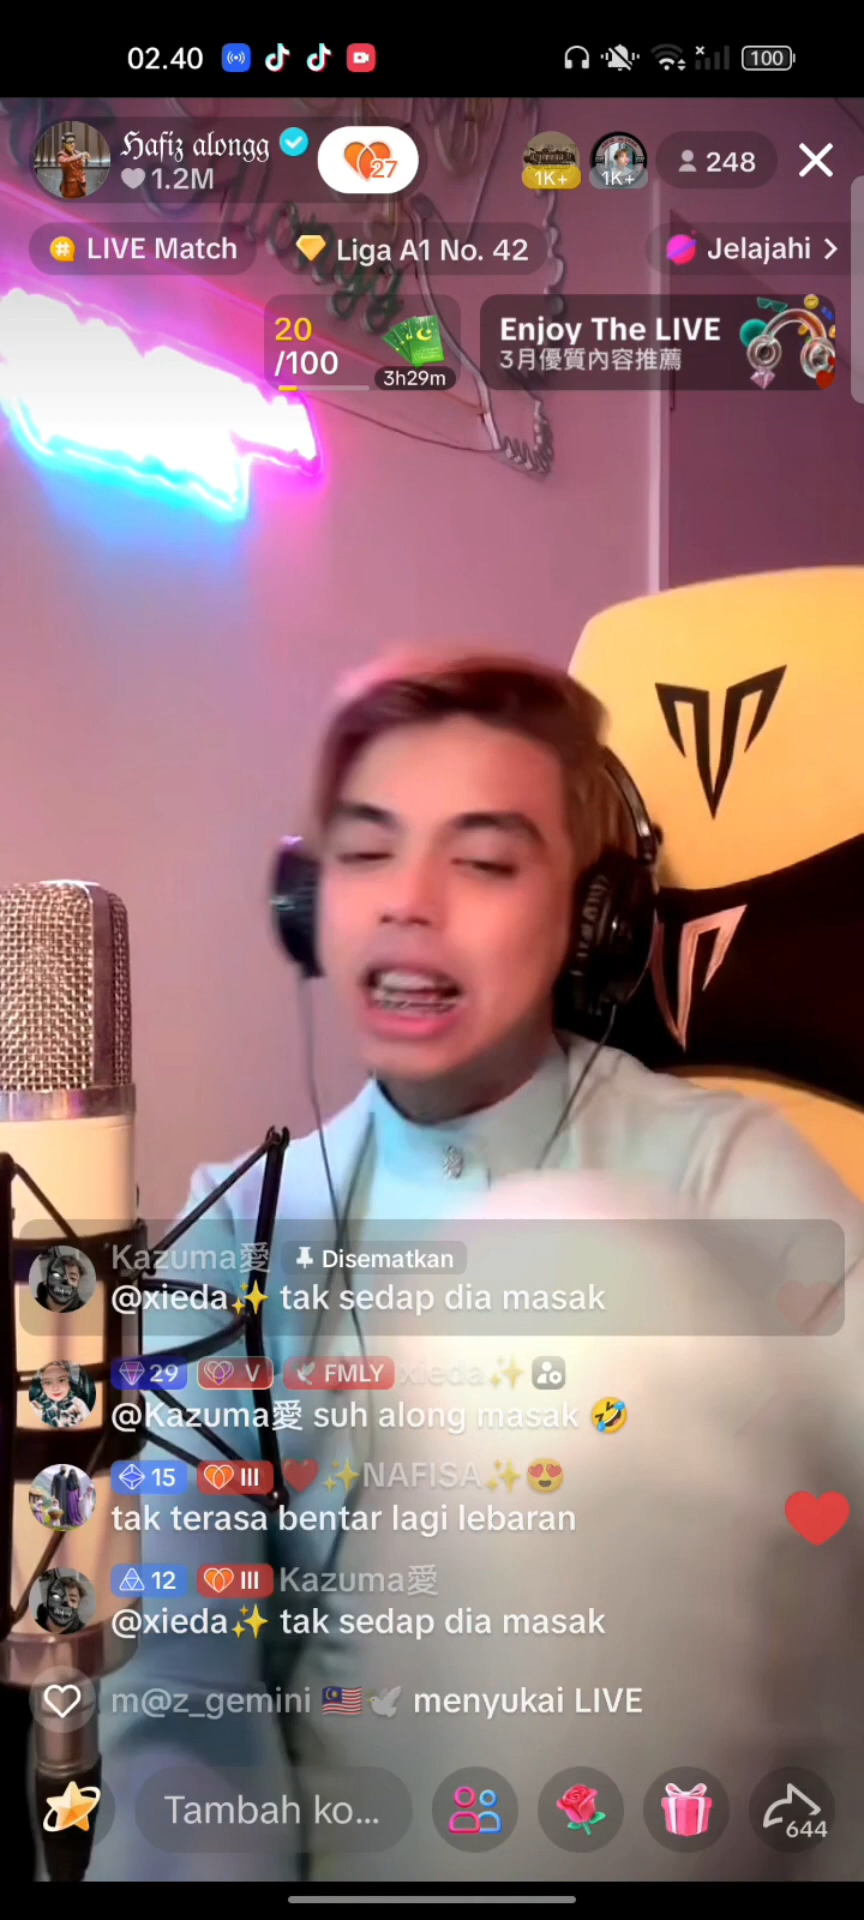 02.40
100
Hafiz alongg
1.2M
27
1K+
1K+
248
LIVE Match
Liga A1 No. 42
Jelajahi
20
/100
3h29m
Enjoy The LIVE
3月優質內容推薦
Kazuma愛
Disematkan
@xieda✨ tak sedap dia masak
29
V
FMLY
xieda✨
@Kazuma愛 suh along masak 🤣
15
III
❤️✨NAFISA✨😍
tak terasa bentar lagi lebaran
12
III
Kazuma愛
@xieda✨ tak sedap dia masak
m@z_gemini 🇲🇾🕊️ menyukai LIVE
Tambah ko...
644